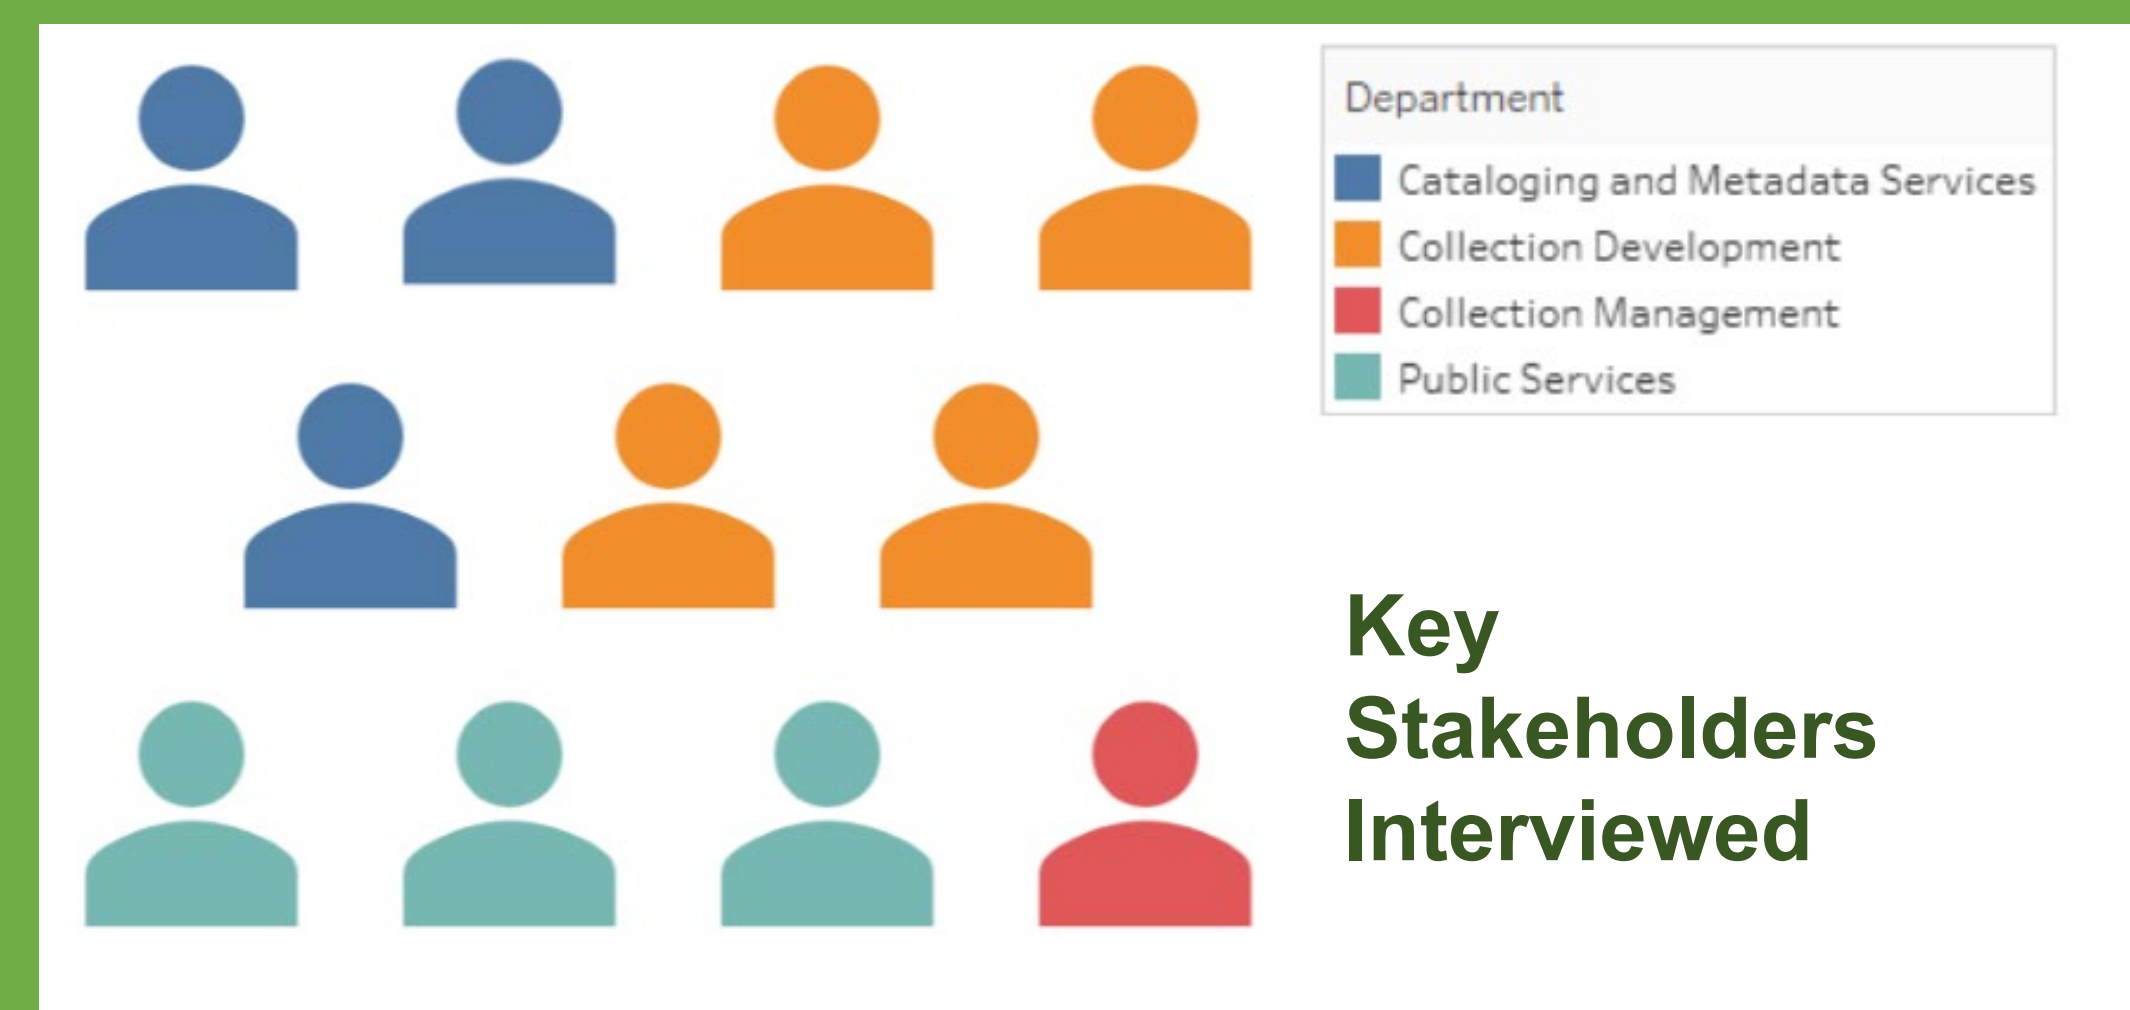 Department
Cataloging and Metadata Services
Collection Development
Collection Management
Public Services
Key
Stakeholders
Interviewed